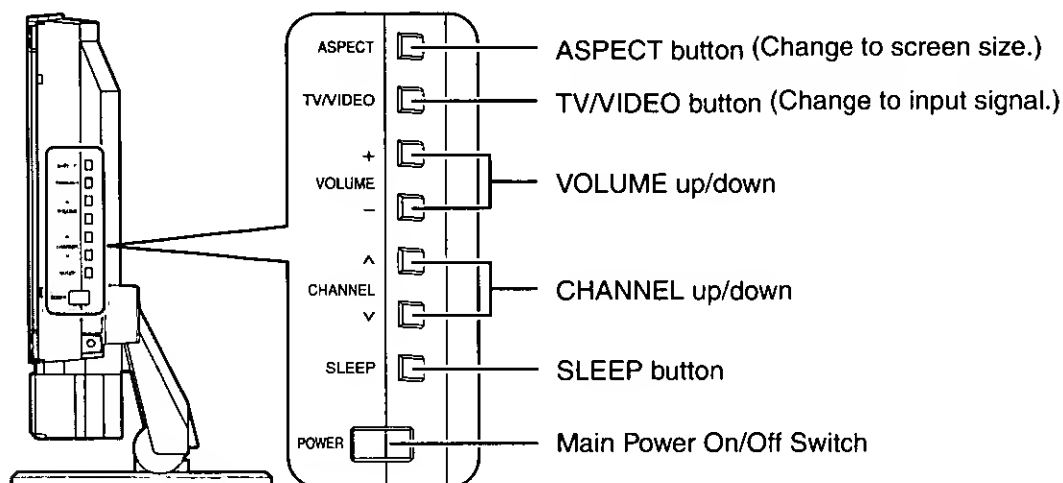 ASPECT
ASPECT button (Change to screen size.)
TV/VIDEO
TV/VIDEO button (Change to input signal.)
+
VOLUME
VOLUME up/down
−
∧
CHANNEL
CHANNEL up/down
∨
SLEEP
SLEEP button
POWER
Main Power On/Off Switch